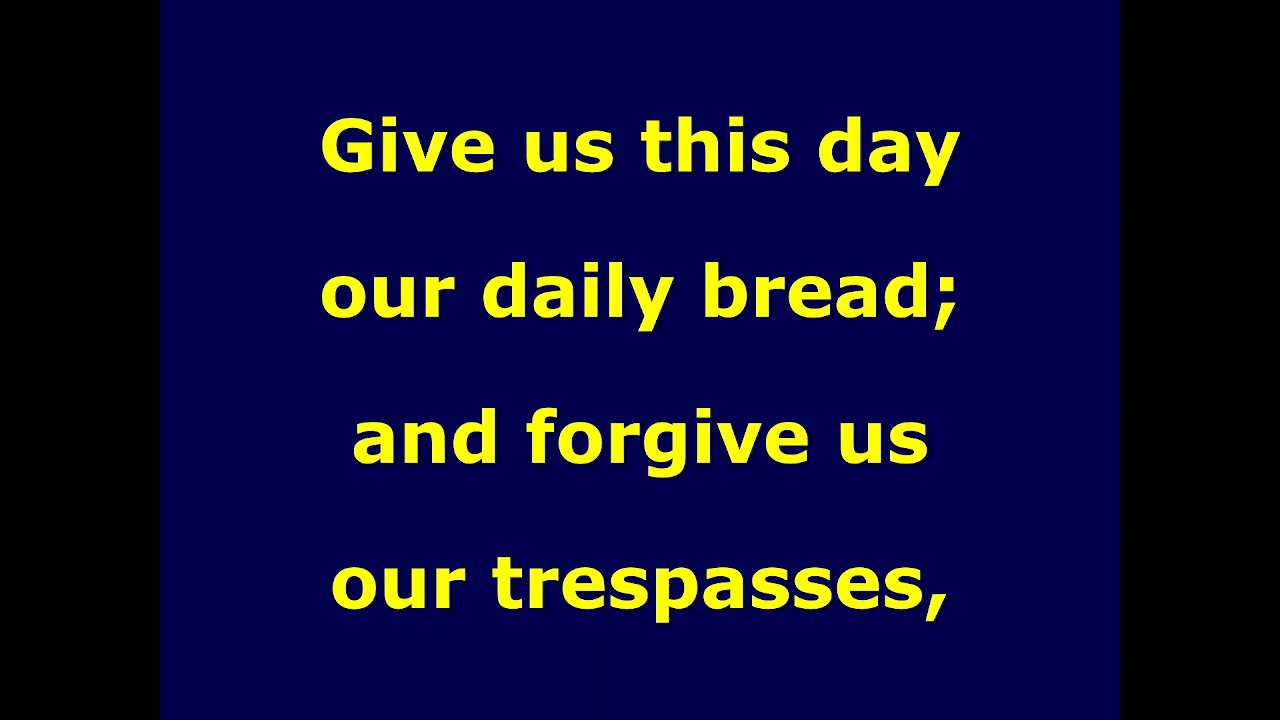 Give us this day
our daily bread;
and forgive us
our trespasses,